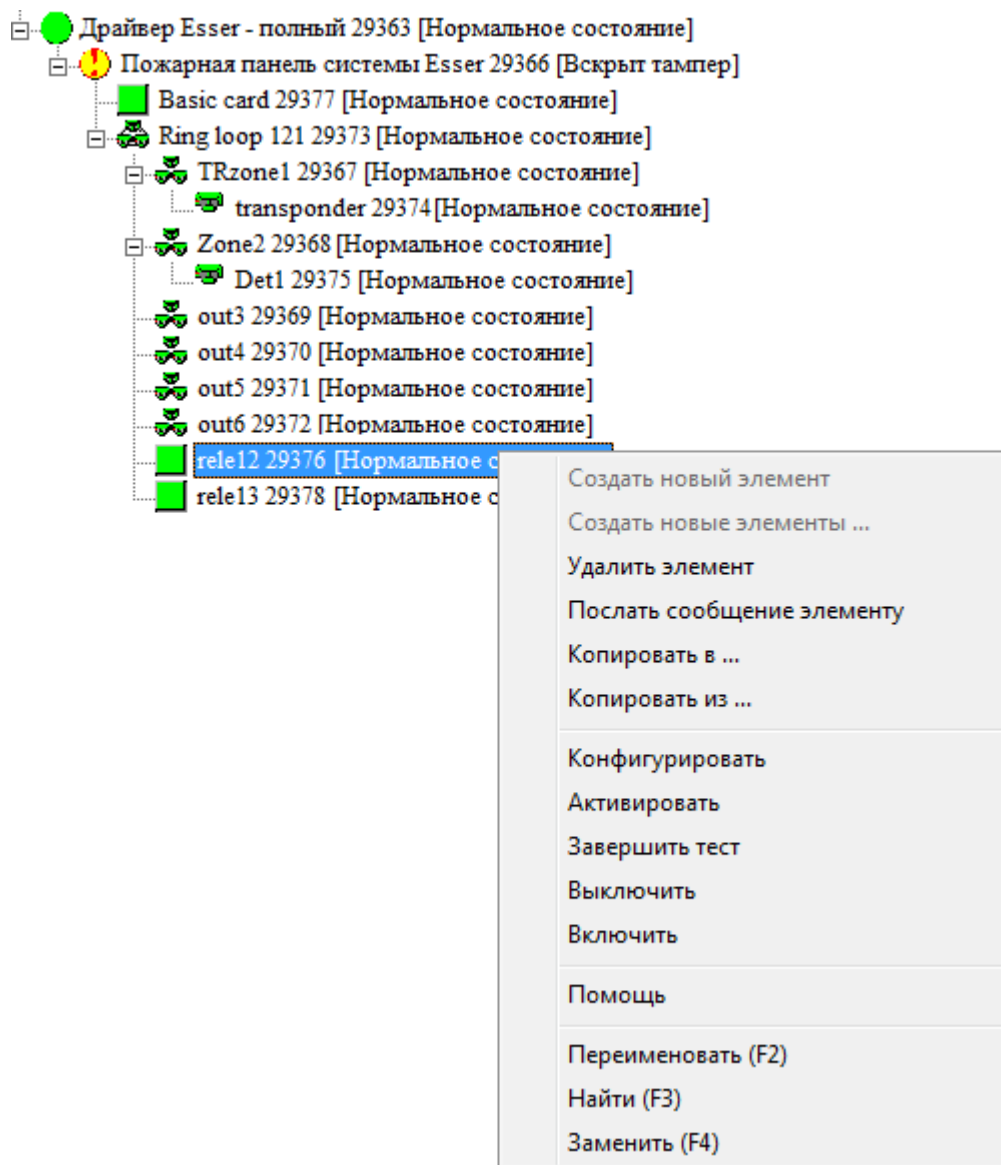 Драйвер Esser - полный 29363 [Нормальное состояние]
Пожарная панель системы Esser 29366 [Вскрыт тампер]
Basic card 29377 [Нормальное состояние]
Ring loop 121 29373 [Нормальное состояние]
TRzone1 29367 [Нормальное состояние]
transponder 29374[Нормальное состояние]
Zone2 29368 [Нормальное состояние]
Det1 29375 [Нормальное состояние]
out3 29369 [Нормальное состояние]
out4 29370 [Нормальное состояние]
out5 29371 [Нормальное состояние]
out6 29372 [Нормальное состояние]
rele12 29376 [Нормальное с
rele13 29378 [Нормальное с
Создать новый элемент
Создать новые элементы ...
Удалить элемент
Послать сообщение элементу
Копировать в ...
Копировать из ...
Конфигурировать
Активировать
Завершить тест
Выключить
Включить
Помощь
Переименовать (F2)
Найти (F3)
Заменить (F4)